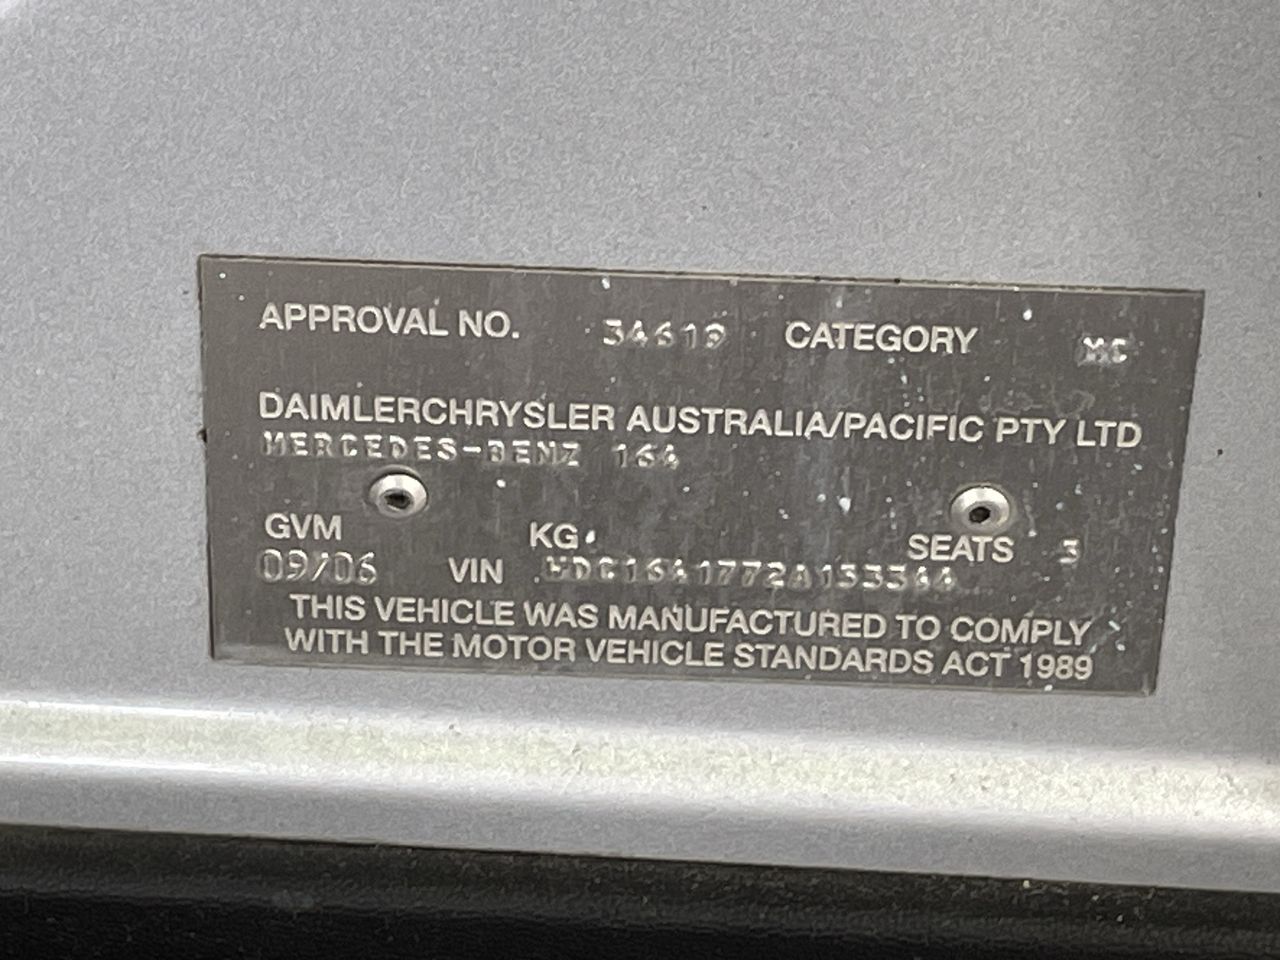 APPROVAL NO. 34619 CATEGORY MC
DAIMLERCHRYSLER AUSTRALIA/PACIFIC PTY LTD
MERCEDES-BENZ 164
GVM KG. SEATS 3
09/06 VIN
THIS VEHICLE WAS MANUFACTURED TO COMPLY
WITH THE MOTOR VEHICLE STANDARDS ACT 1989